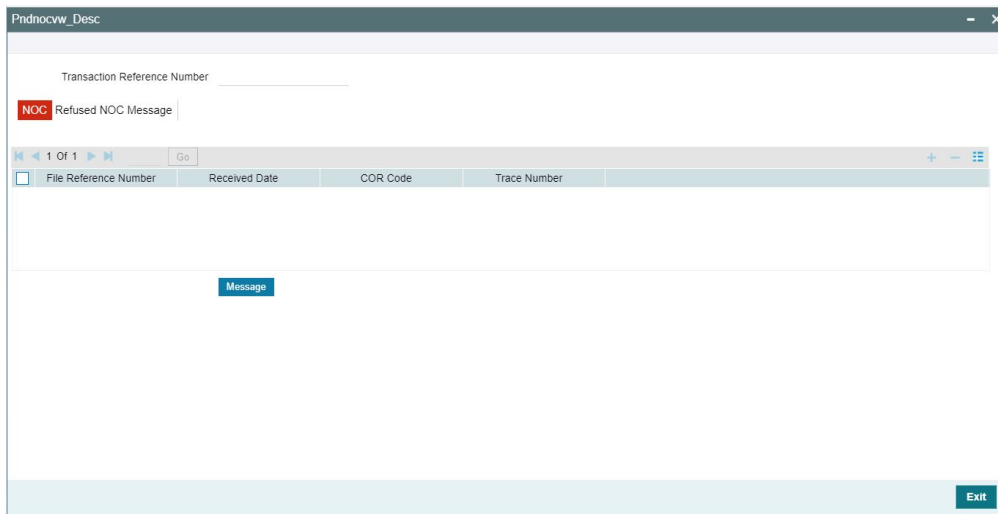 Pndnocvw_Desc
Transaction Reference Number
NOC Refused NOC Message
1 Of 1 Go
File Reference Number Received Date COR Code Trace Number
Message
Exit